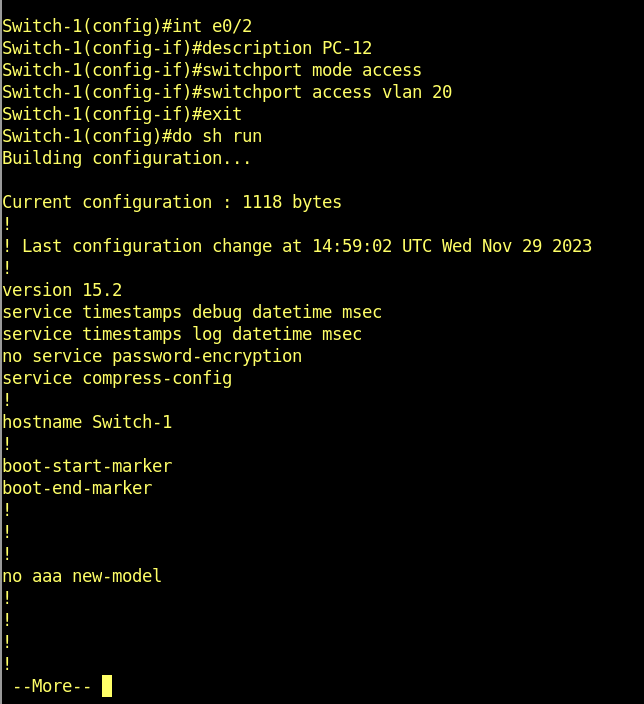 Switch-1(config)#int e0/2
Switch-1(config-if)#description PC-12
Switch-1(config-if)#switchport mode access
Switch-1(config-if)#switchport access vlan 20
Switch-1(config-if)#exit
Switch-1(config)#do sh run
Building configuration...

Current configuration : 1118 bytes
!
! Last configuration change at 14:59:02 UTC Wed Nov 29 2023
!
version 15.2
service timestamps debug datetime msec
service timestamps log datetime msec
no service password-encryption
service compress-config
!
hostname Switch-1
!
boot-start-marker
boot-end-marker
!
!
!
no aaa new-model
!
!
!
!
--More--